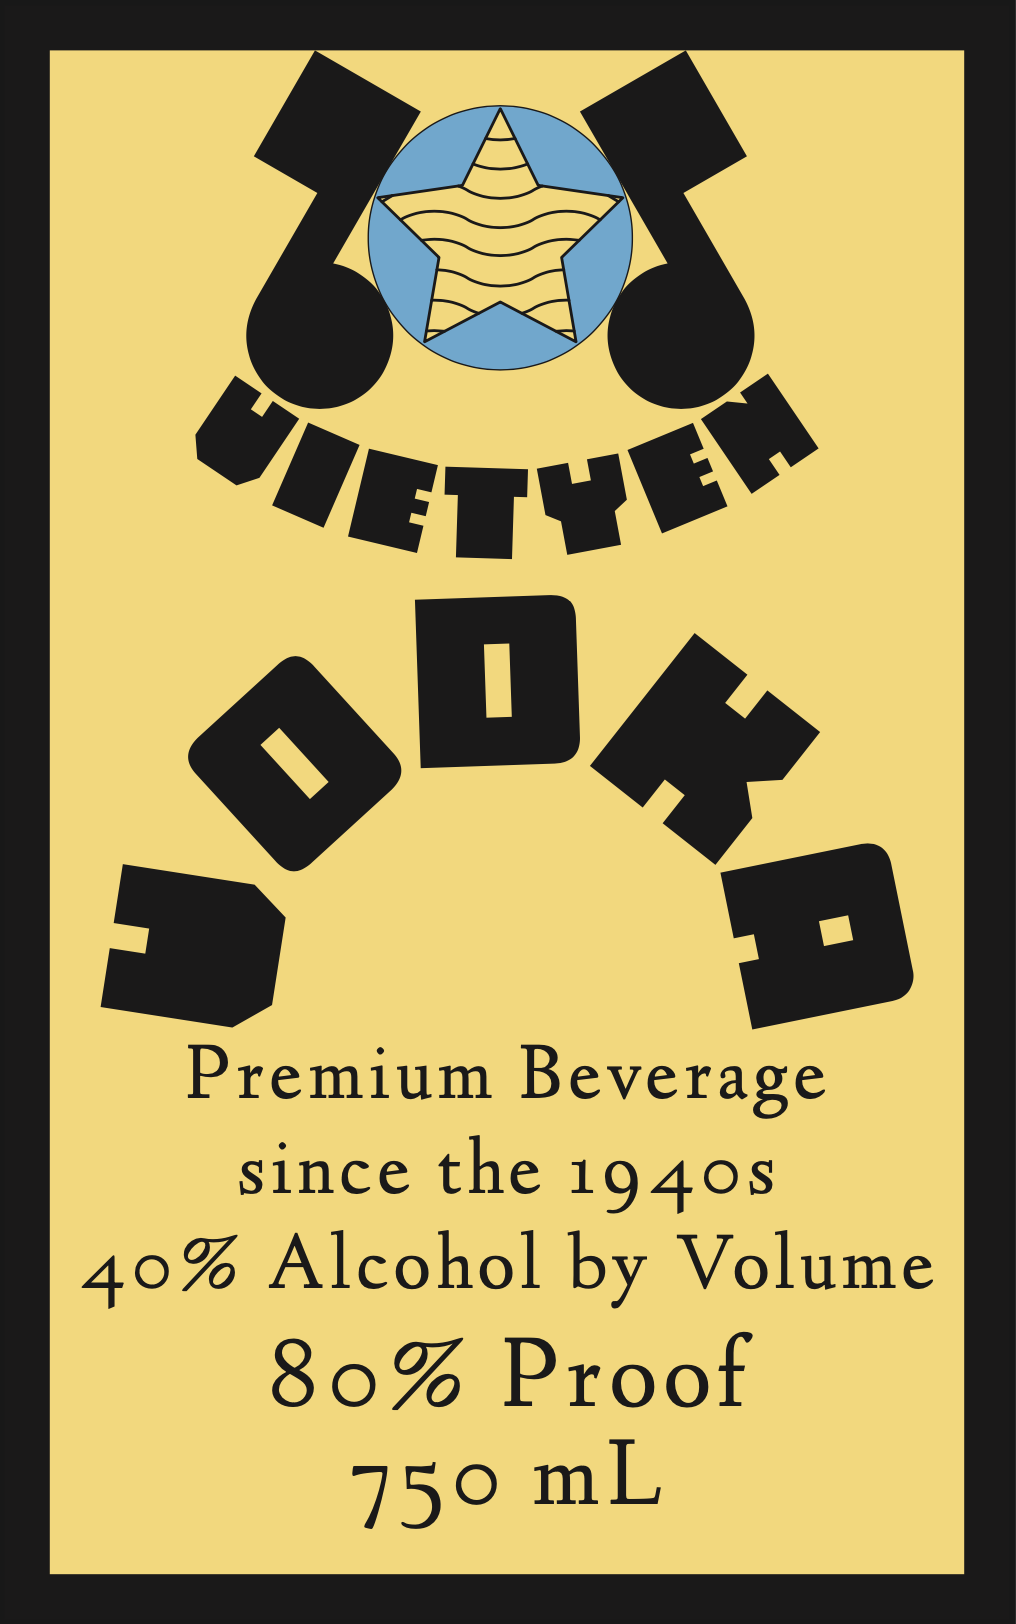 VIETYEN
VODKA
Premium Beverage
since the 1940s
40% Alcohol by Volume
80% Proof
750 mL